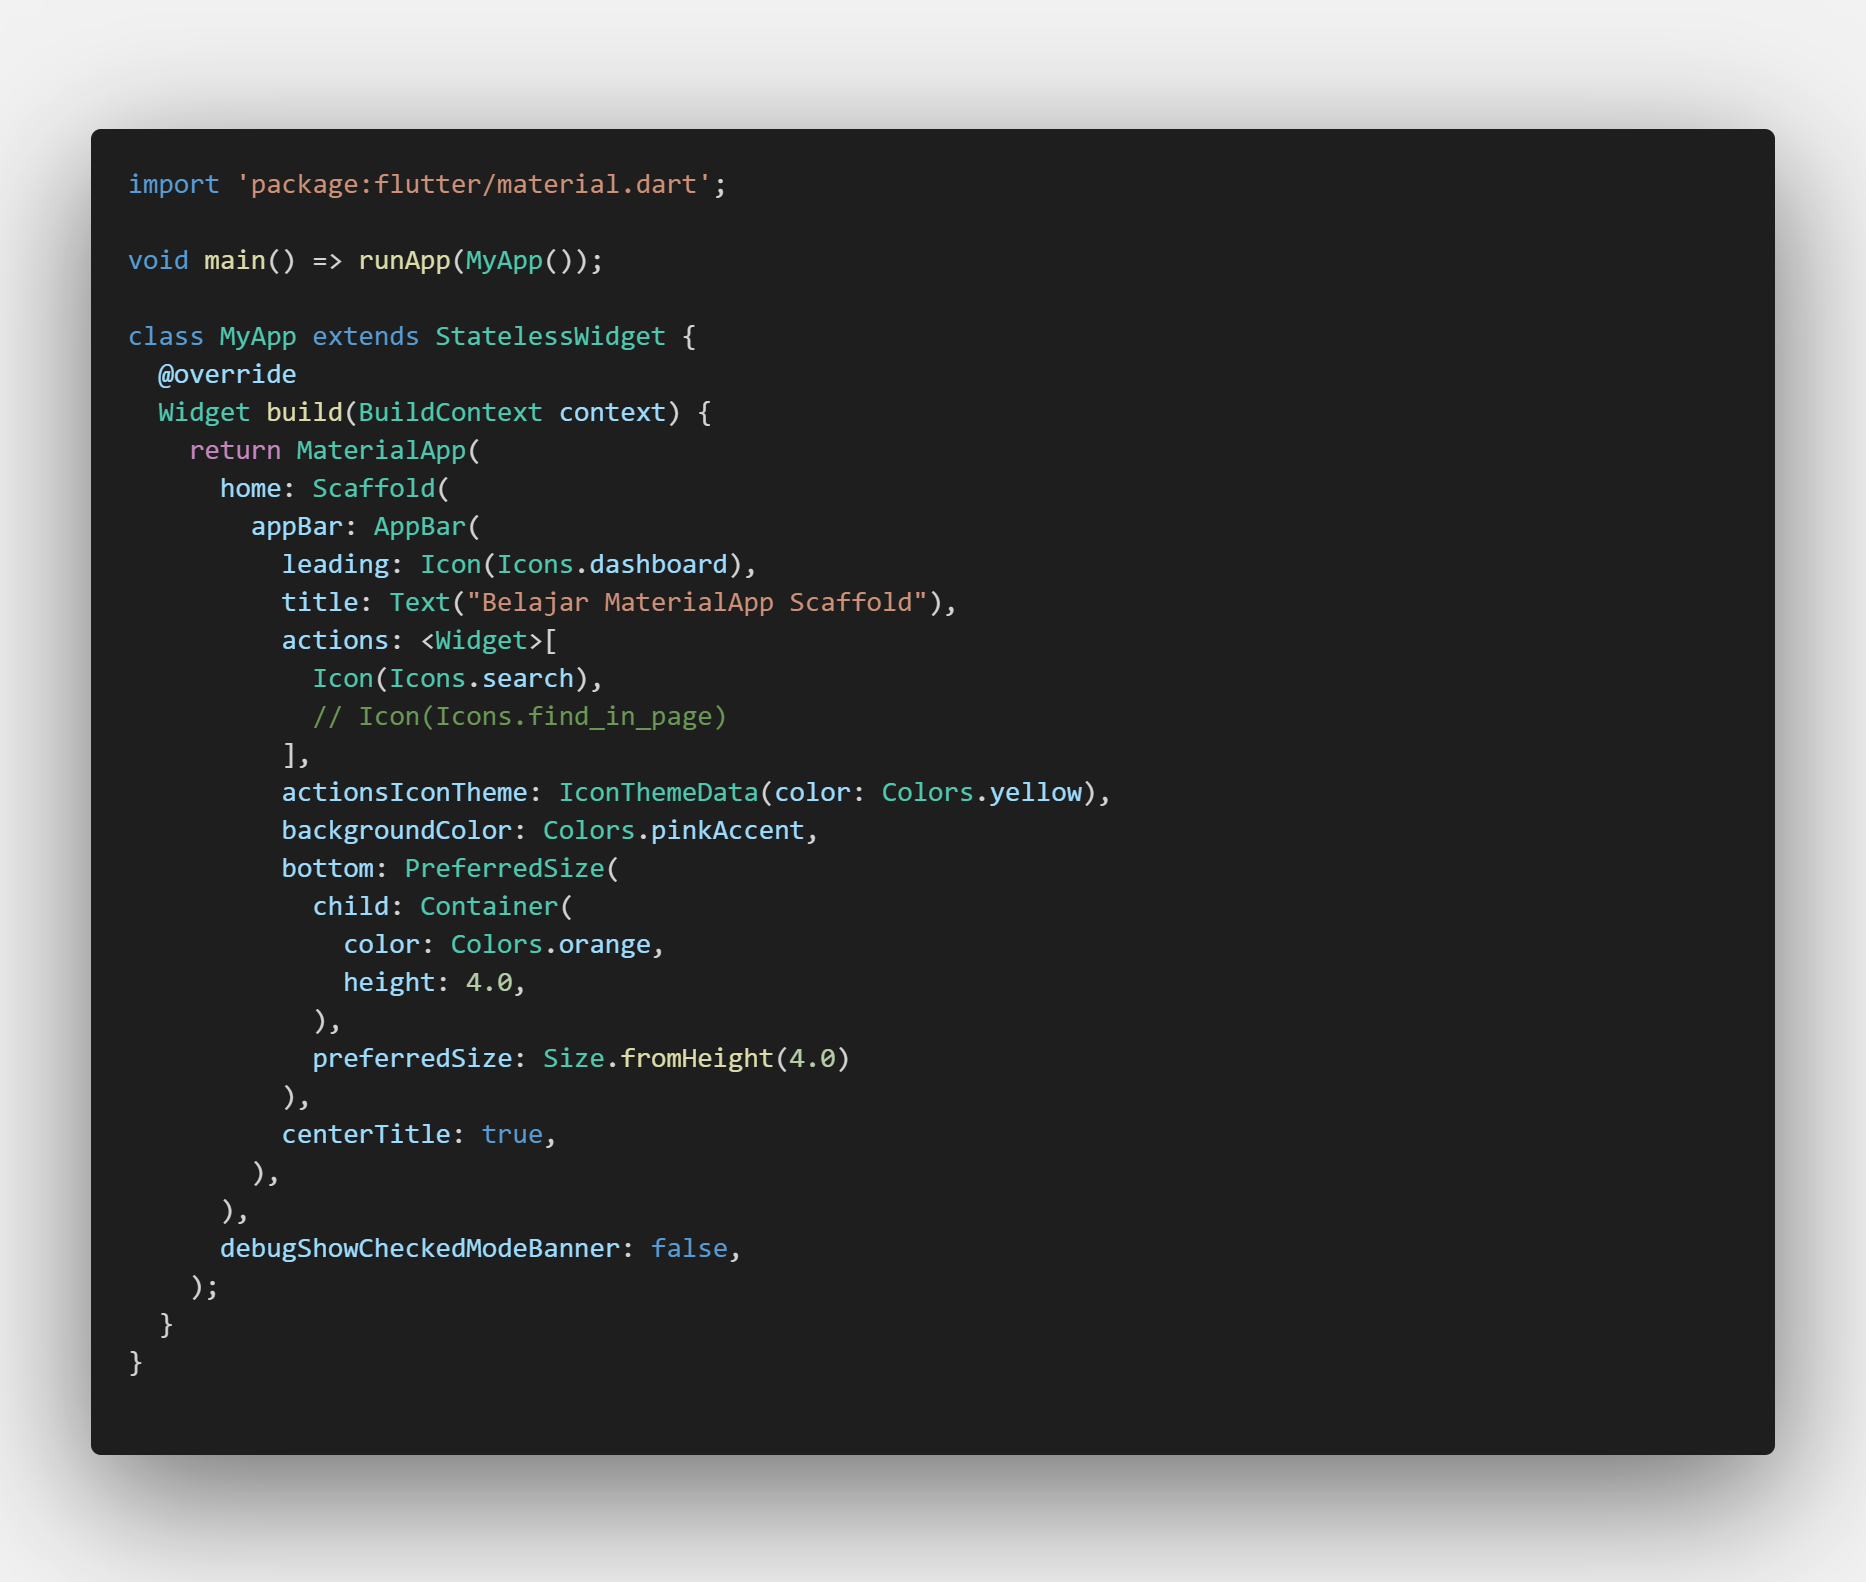 import 'package:flutter/material.dart';

void main() => runApp(MyApp());

class MyApp extends StatelessWidget {
  @override
  Widget build(BuildContext context) {
    return MaterialApp(
      home: Scaffold(
        appBar: AppBar(
          leading: Icon(Icons.dashboard),
          title: Text("Belajar MaterialApp Scaffold"),
          actions: <Widget>[
            Icon(Icons.search),
            // Icon(Icons.find_in_page)
          ],
          actionsIconTheme: IconThemeData(color: Colors.yellow),
          backgroundColor: Colors.pinkAccent,
          bottom: PreferredSize(
            child: Container(
              color: Colors.orange,
              height: 4.0,
            ),
            preferredSize: Size.fromHeight(4.0)
          ),
          centerTitle: true,
        ),
      ),
      debugShowCheckedModeBanner: false,
    );
  }
}